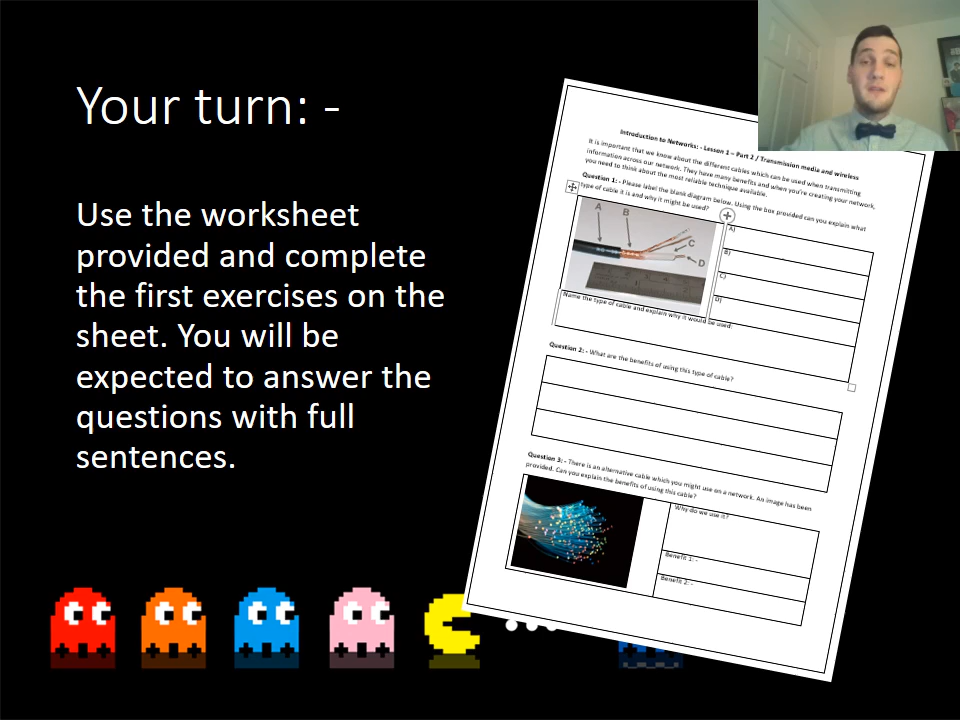 Your turn: -
Use the worksheet
provided and complete
the first exercises on the
sheet. You will be
expected to answer the
questions with full
sentences.
Introduction to Networks: - Lesson 1 – Part 2 / Transmission media and wireless
It is important that we know about the different cables which can be used when transmitting
information across our network. They have many benefits and when you're creating your network,
you need to think about the most reliable technique available.
Question 1: - Please label the blank diagram below. Using the box provided can you explain what
type of cable it is and why it might be used?
A
B
C
D
A)
B)
C)
D)
Name the type of cable and explain why it would be used:
Question 2: - What are the benefits of using this type of cable?
Question 3: - There is an alternative cable which you might use on a network. An image has been
provided. Can you explain the benefits of using this cable?
Why do we use it?
Benefit 1: -
Benefit 2: -